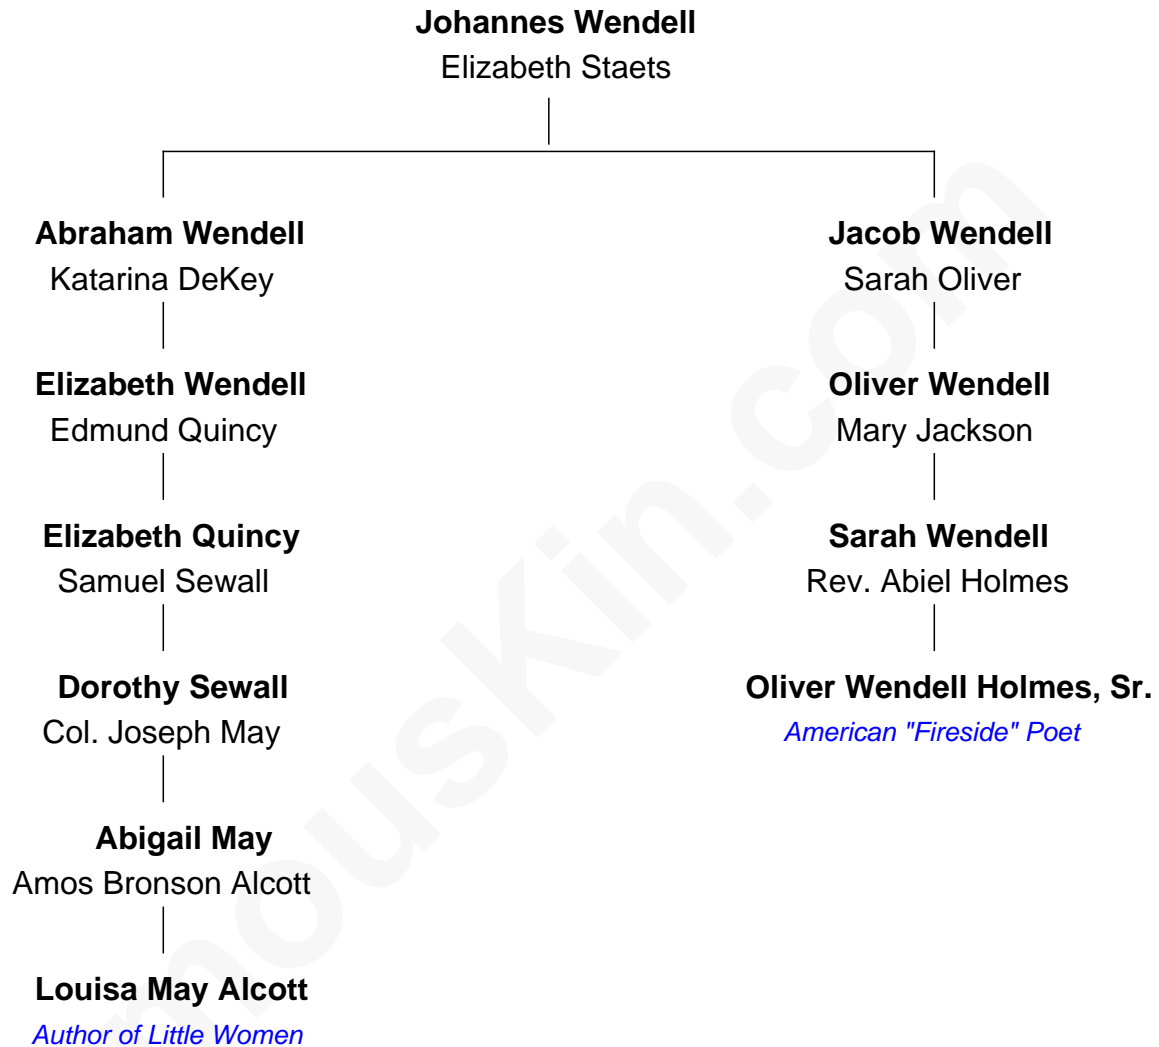 Johannes Wendell
Elizabeth Staets
Abraham Wendell
Katarina DeKey
Jacob Wendell
Sarah Oliver
Elizabeth Wendell
Edmund Quincy
Oliver Wendell
Mary Jackson
Elizabeth Quincy
Samuel Sewall
Sarah Wendell
Rev. Abiel Holmes
Dorothy Sewall
Col. Joseph May
Oliver Wendell Holmes, Sr.
American "Fireside" Poet
Abigail May
Amos Bronson Alcott
Louisa May Alcott
Author of Little Women
mousKin.com